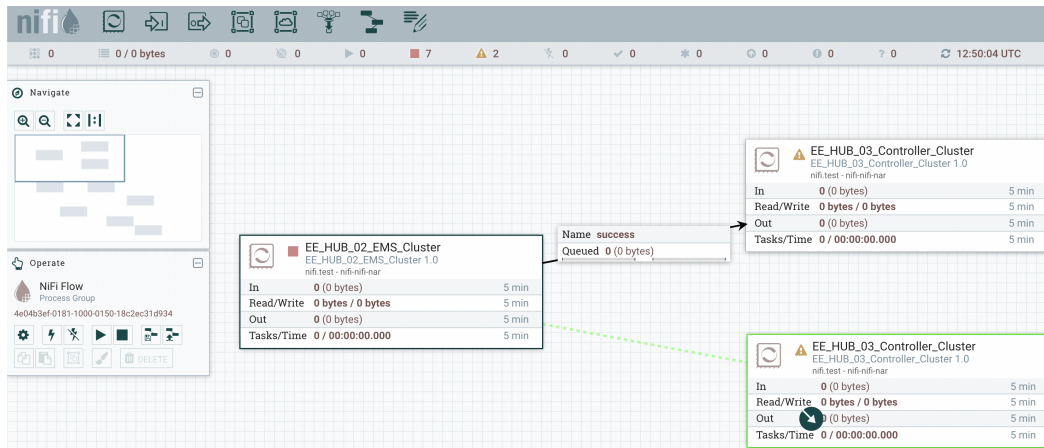 nifi
0
0 / 0 bytes
0
0
0
7
2
0
0
0
0
0
0
12:50:04 UTC
Navigate
Operate
NiFi Flow
Process Group
4e04b3ef-0181-1000-0150-18c2ec31d934
DELETE
EE_HUB_02_EMS_Cluster
EE_HUB_02_EMS_Cluster 1.0
nifi.test - nifi-nifi-nar
In 0 (0 bytes) 5 min
Read/Write 0 bytes / 0 bytes 5 min
Out 0 (0 bytes) 5 min
Tasks/Time 0 / 00:00:00.000 5 min
Name success
Queued 0 (0 bytes)
EE_HUB_03_Controller_Cluster
EE_HUB_03_Controller_Cluster 1.0
nifi.test - nifi-nifi-nar
In 0 (0 bytes) 5 min
Read/Write 0 bytes / 0 bytes 5 min
Out 0 (0 bytes) 5 min
Tasks/Time 0 / 00:00:00.000 5 min
EE_HUB_03_Controller_Cluster
EE_HUB_03_Controller_Cluster 1.0
nifi.test - nifi-nifi-nar
In 0 (0 bytes) 5 min
Read/Write 0 bytes / 0 bytes 5 min
Out (0 bytes) 5 min
Tasks/Time 0 / 00:00:00.000 5 min